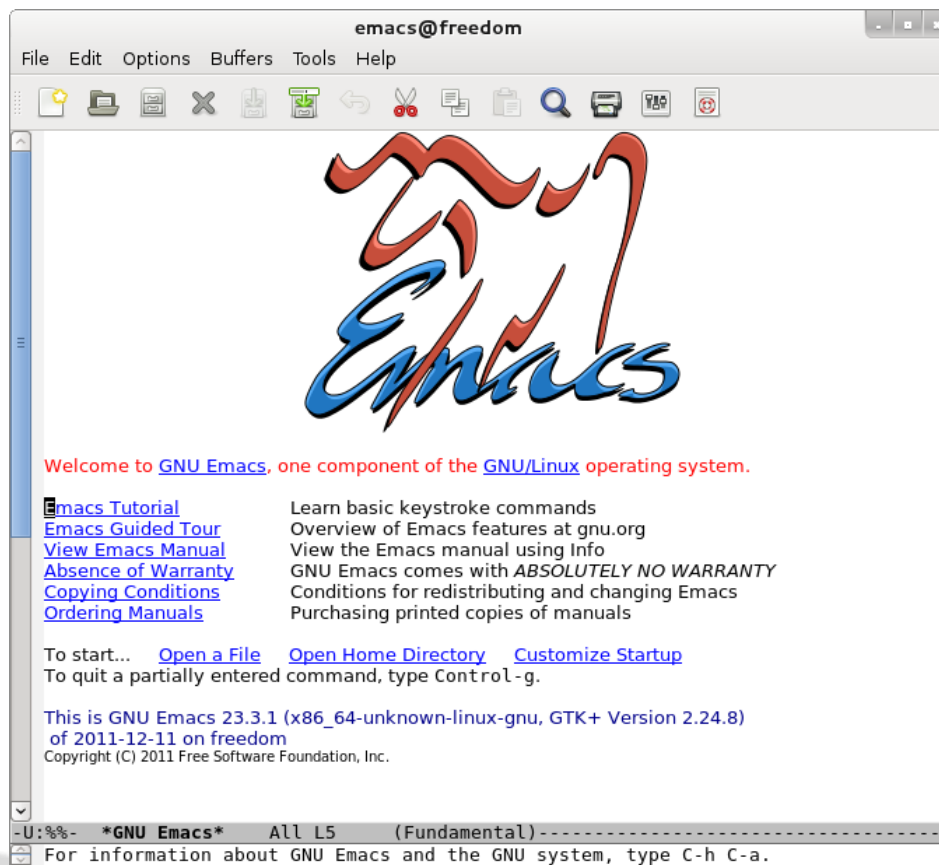 emacs@freedom
File Edit Options Buffers Tools Help
Emacs
Welcome to GNU Emacs, one component of the GNU/Linux operating system.
Emacs Tutorial Learn basic keystroke commands
Emacs Guided Tour Overview of Emacs features at gnu.org
View Emacs Manual View the Emacs manual using Info
Absence of Warranty GNU Emacs comes with ABSOLUTELY NO WARRANTY
Copying Conditions Conditions for redistributing and changing Emacs
Ordering Manuals Purchasing printed copies of manuals
To start... Open a File Open Home Directory Customize Startup
To quit a partially entered command, type Control-g.
This is GNU Emacs 23.3.1 (x86_64-unknown-linux-gnu, GTK+ Version 2.24.8)
of 2011-12-11 on freedom
Copyright (C) 2011 Free Software Foundation, Inc.
-U:%%- *GNU Emacs* All L5 (Fundamental)-----------------------------------
For information about GNU Emacs and the GNU system, type C-h C-a.